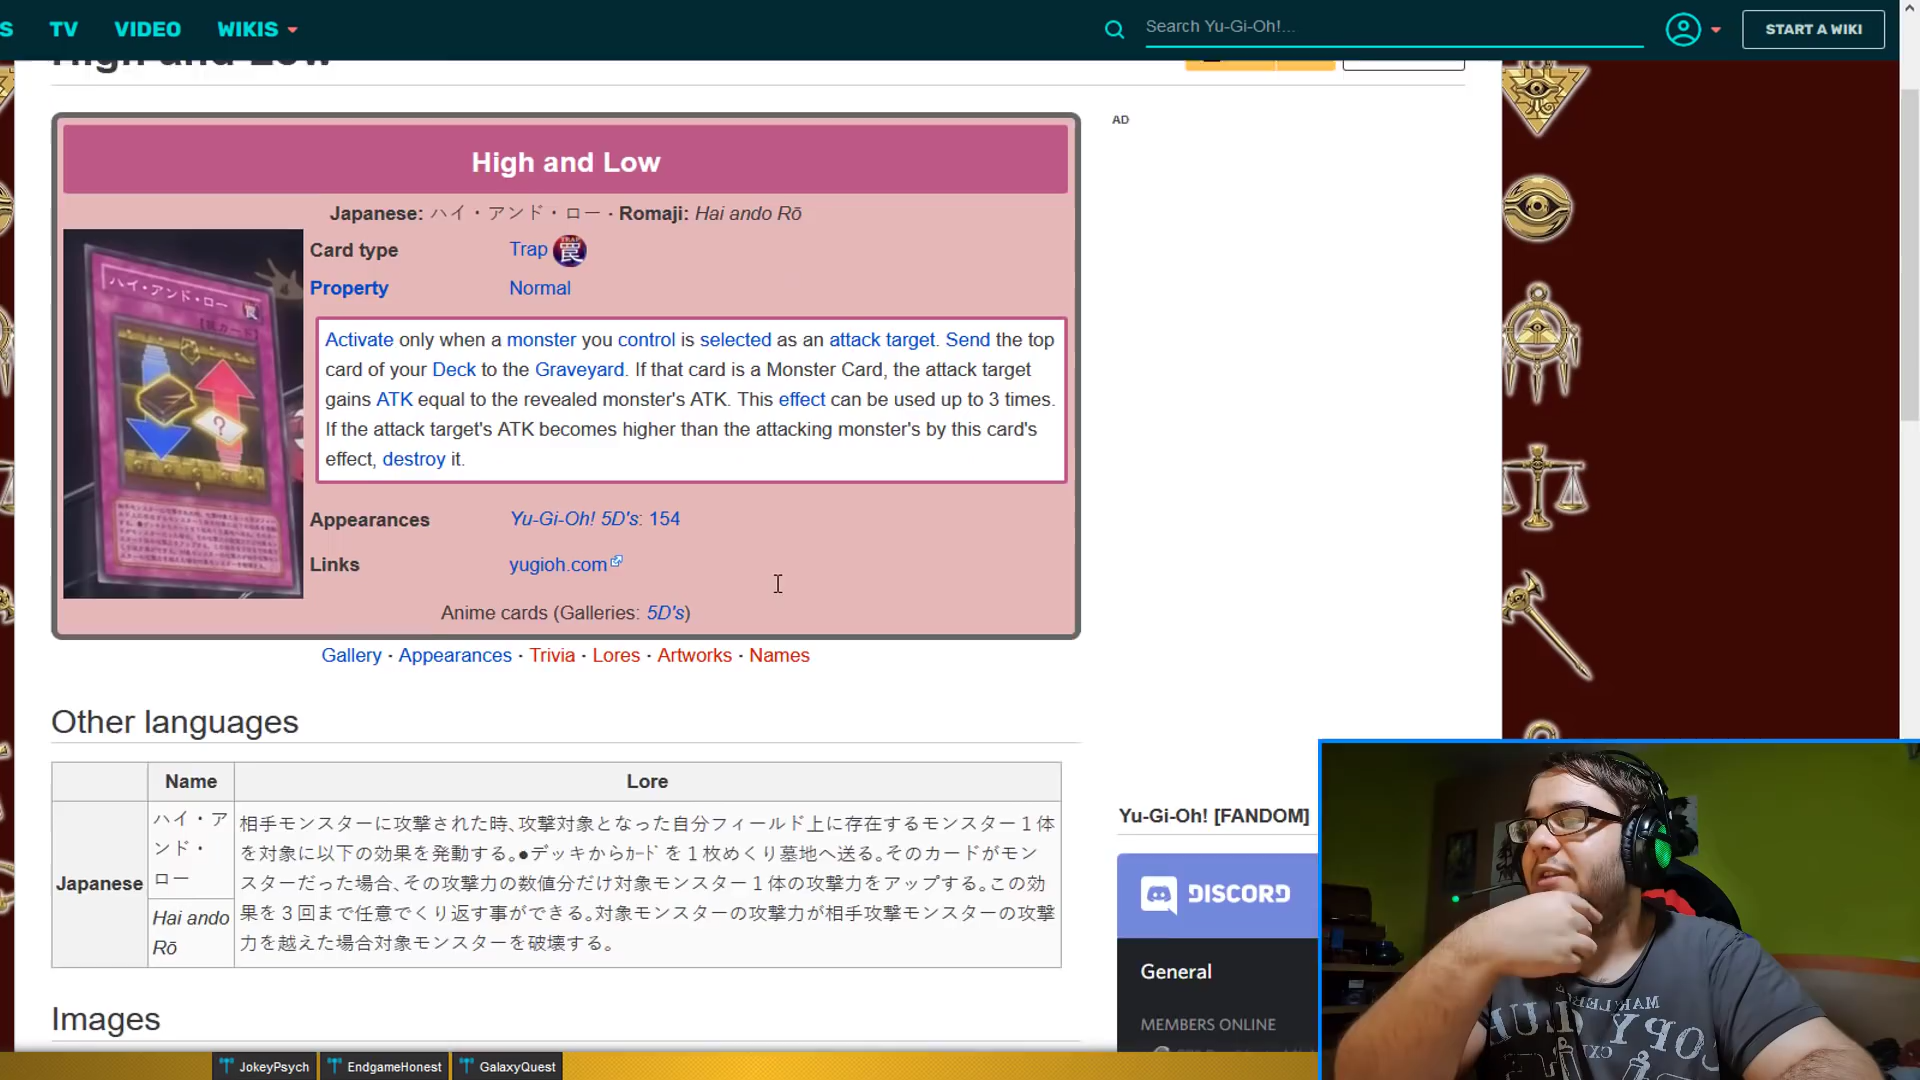 S TV VIDEO WIKIS Search Yu-Gi-Oh!... START A WIKI
High and Low
AD
High and Low
Japanese: ハイ・アンド・ロー · Romaji: Hai ando Rō
Card type Trap 罠
Property Normal
ハイ・アンド・ロー
Activate only when a monster you control is selected as an attack target. Send the top
card of your Deck to the Graveyard. If that card is a Monster Card, the attack target
gains ATK equal to the revealed monster's ATK. This effect can be used up to 3 times.
If the attack target's ATK becomes higher than the attacking monster's by this card's
effect, destroy it.
Appearances Yu-Gi-Oh! 5D's: 154
Links yugioh.com
Anime cards (Galleries: 5D's)
Gallery · Appearances · Trivia · Lores · Artworks · Names
Other languages
Name Lore
Japanese
ハイ・ア
ンド・
ロー
Hai ando
Rō
相手モンスターに攻撃された時、攻撃対象となった自分フィールド上に存在するモンスター１体
を対象に以下の効果を発動する。●デッキからｶｰﾄﾞを１枚めくり墓地へ送る。そのカードがモン
スターだった場合、その攻撃力の数値分だけ対象モンスター１体の攻撃力をアップする。この効
果を３回まで任意でくり返す事ができる。対象モンスターの攻撃力が相手攻撃モンスターの攻撃
力を越えた場合対象モンスターを破壊する。
Images
Yu-Gi-Oh! [FANDOM]
DISCORD
General
MEMBERS ONLINE
JokeyPsych EndgameHonest GalaxyQuest